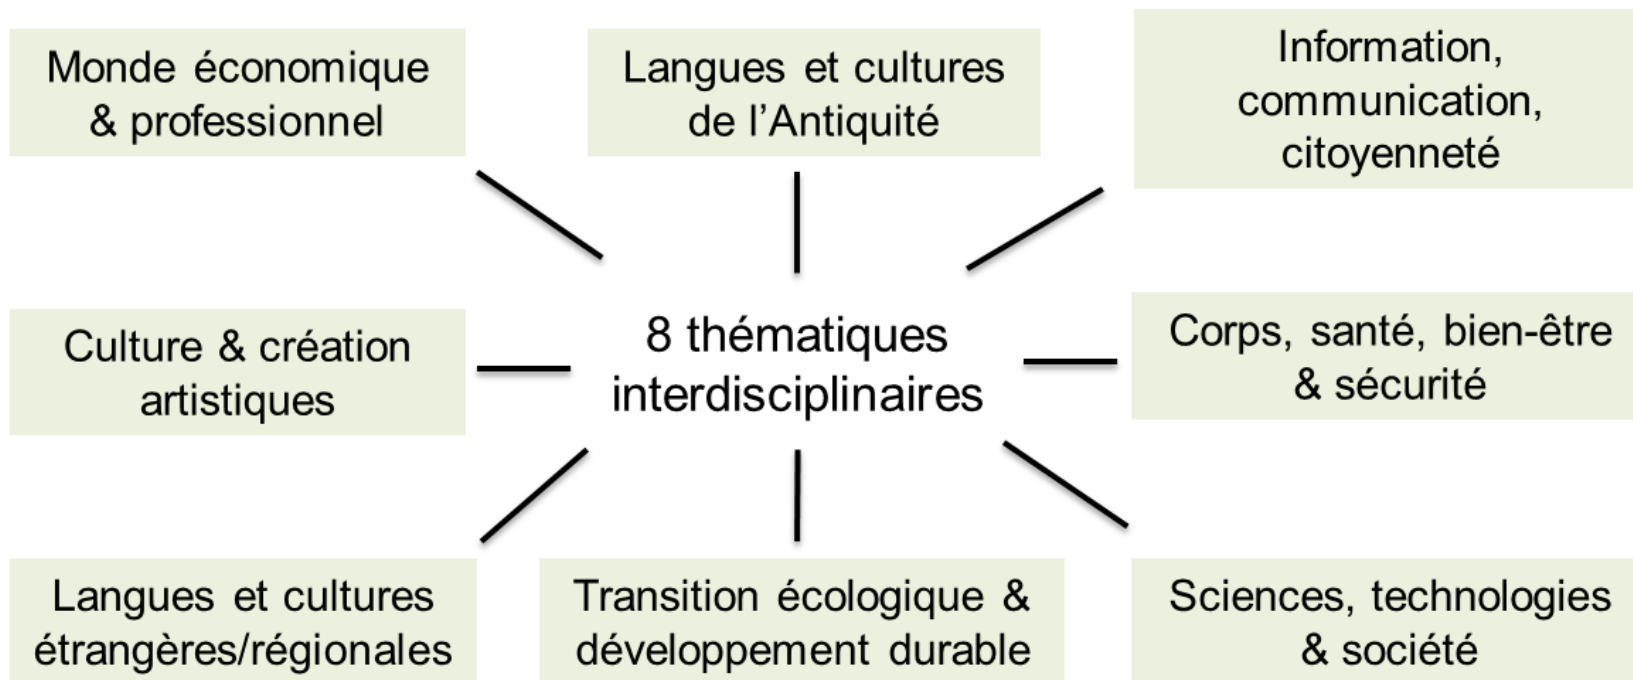 Monde économique
& professionnel
Langues et cultures
de l’Antiquité
Information,
communication,
citoyenneté
Culture & création
artistiques
8 thématiques
interdisciplinaires
Corps, santé, bien-être
& sécurité
Langues et cultures
étrangères/régionales
Transition écologique &
développement durable
Sciences, technologies
& société